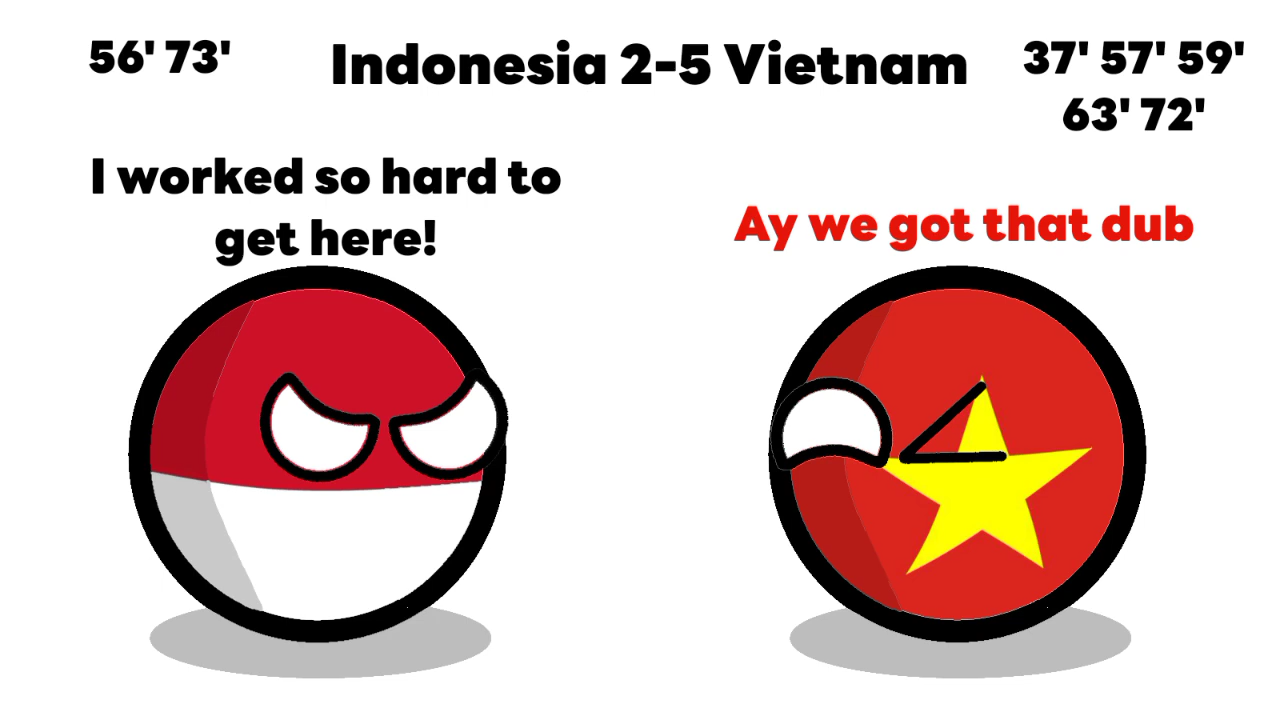 56' 73'
Indonesia 2-5 Vietnam
37' 57' 59'
63' 72'
I worked so hard to
get here!
Ay we got that dub